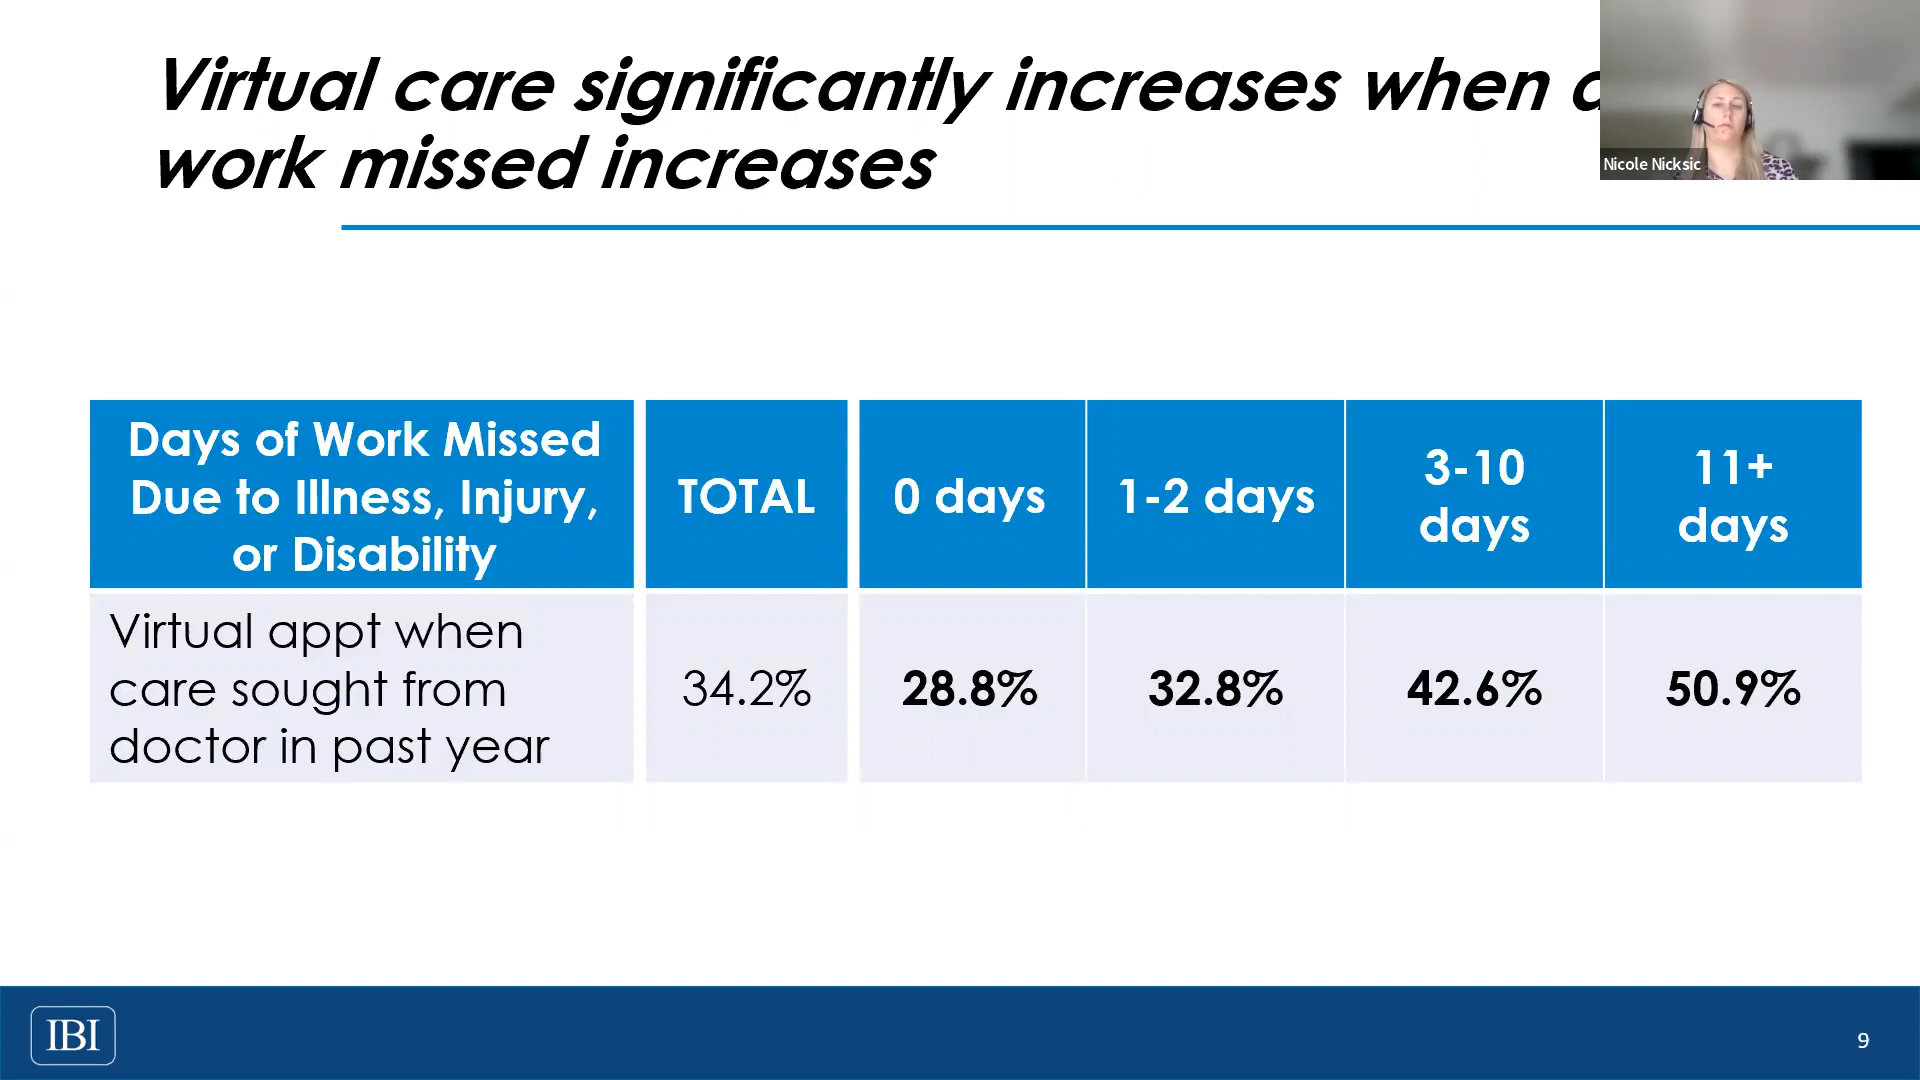 Virtual care significantly increases when
work missed increases
Nicole Nicksic
Days of Work Missed
Due to Illness, Injury,
or Disability
TOTAL
0 days
1-2 days
3-10
days
11+
days
Virtual appt when
care sought from
doctor in past year
34.2%
28.8%
32.8%
42.6%
50.9%
IBI
9